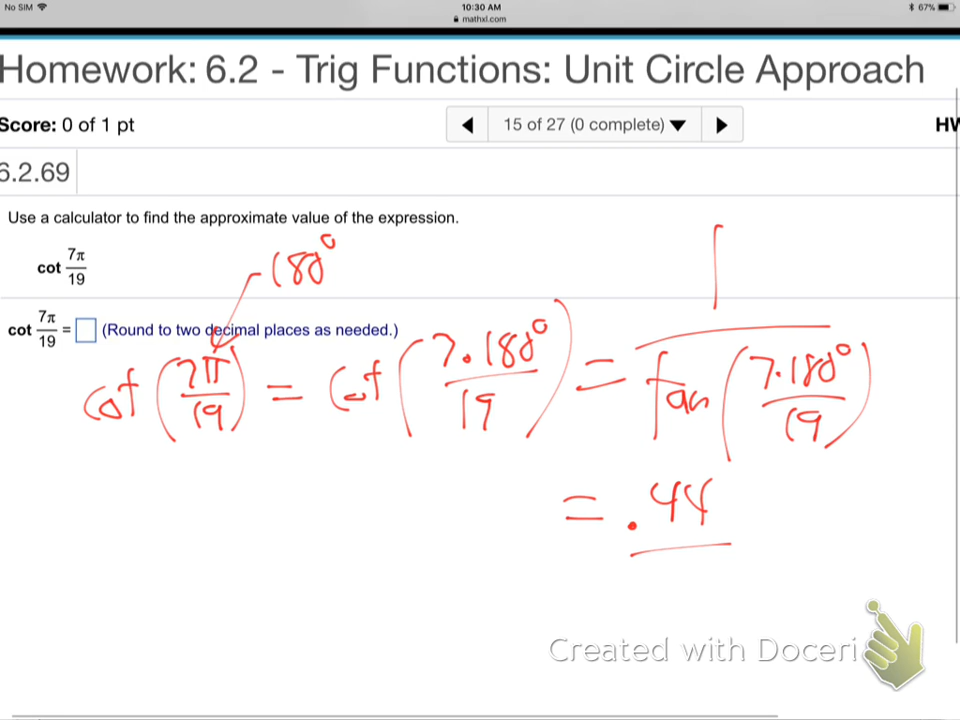 No SIM 10:30 AM 67%
mathxl.com
Homework: 6.2 - Trig Functions: Unit Circle Approach
Score: 0 of 1 pt 15 of 27 (0 complete) HW
6.2.69
Use a calculator to find the approximate value of the expression.
cot 7π/19
180°
cot 7π/19 = (Round to two decimal places as needed.)
cot (7π/19) = cot (7·180°/19) = 1/tan (7·180°/19)
= .44
Created with Doceri